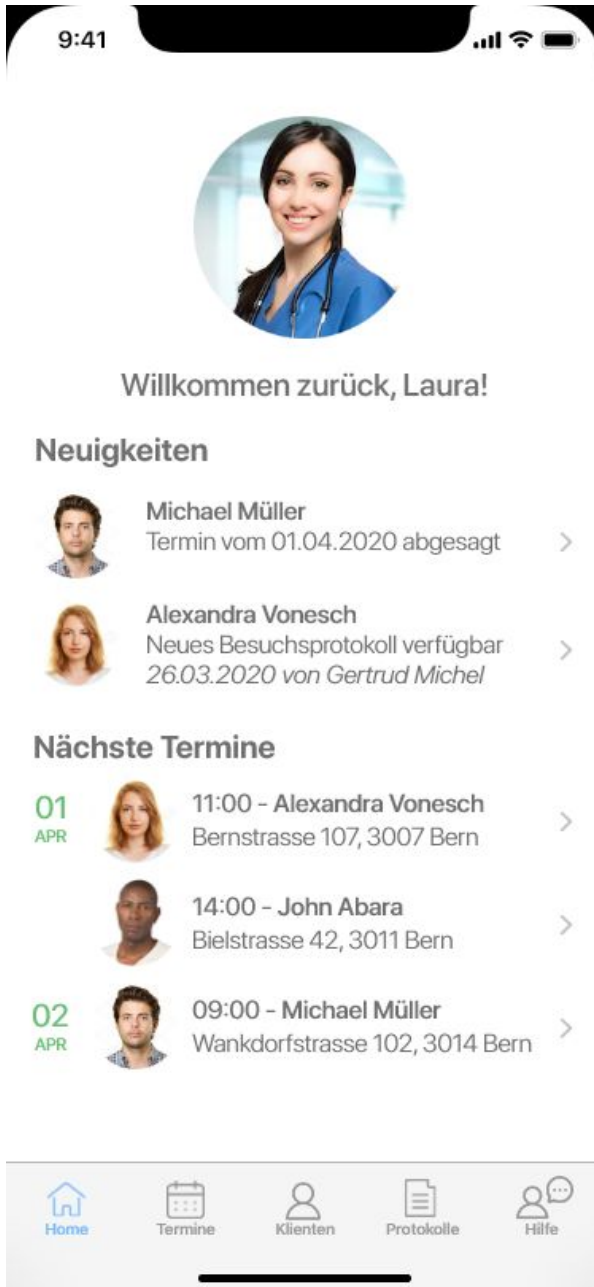 9:41
Willkommen zurück, Laura!
Neuigkeiten
Michael Müller
Termin vom 01.04.2020 abgesagt
Alexandra Vonesch
Neues Besuchsprotokoll verfügbar
26.03.2020 von Gertrud Michel
Nächste Termine
01 11:00 - Alexandra Vonesch
APR Bernstrasse 107, 3007 Bern
14:00 - John Abara
Bielstrasse 42, 3011 Bern
02 09:00 - Michael Müller
APR Wankdorfstrasse 102, 3014 Bern
Home Termine Klienten Protokolle Hilfe